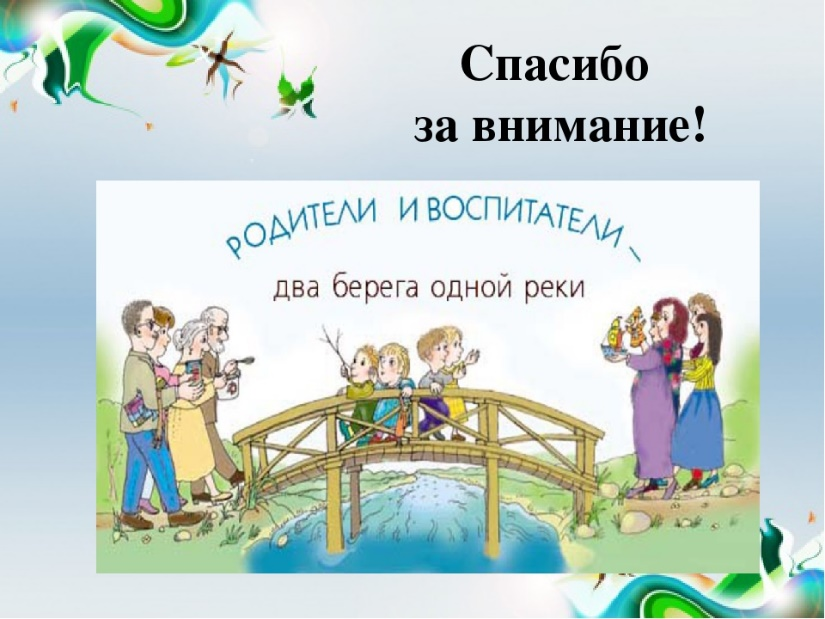 Спасибо
за внимание!
РОДИТЕЛИ И ВОСПИТАТЕЛИ –
два берега одной реки